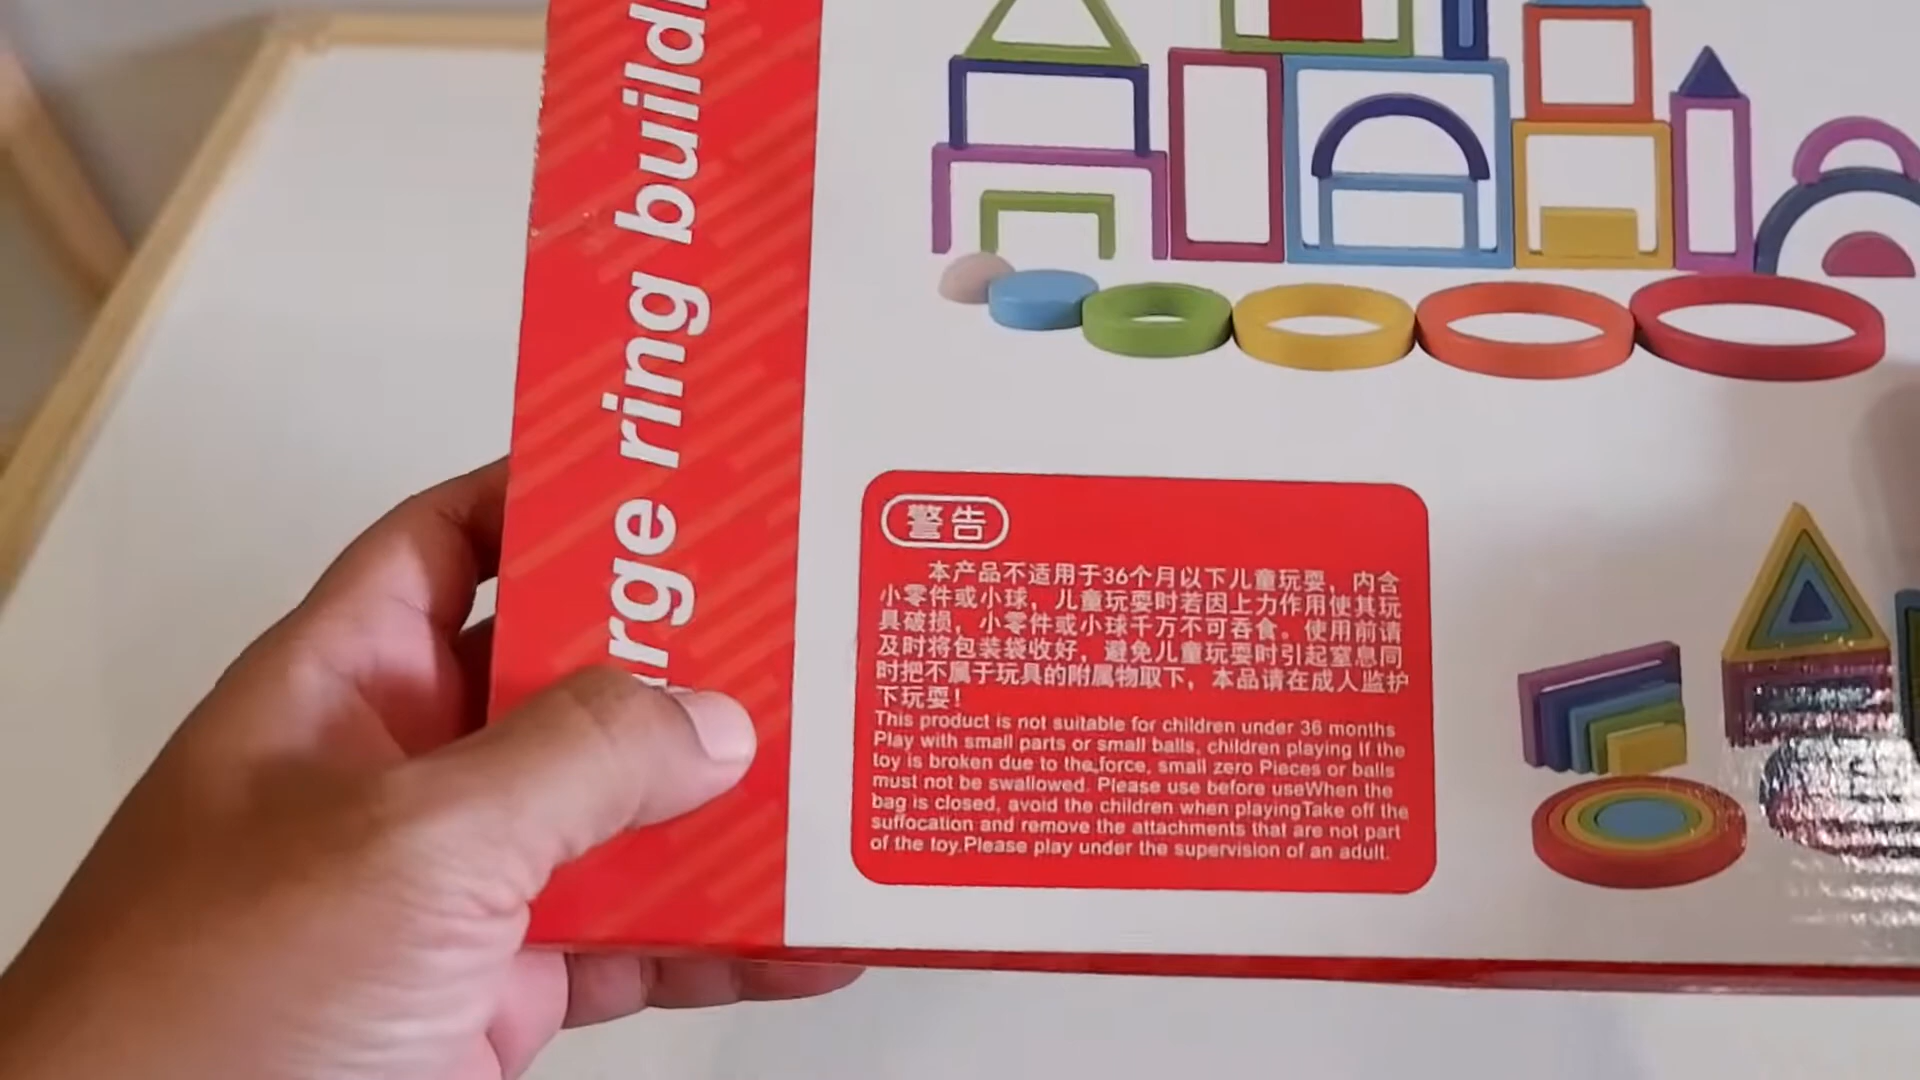 arge ring buildi
警告
本产品不适用于36个月以下儿童玩耍，内含
小零件或小球，儿童玩耍时若因上力作用使其玩
具破损，小零件或小球千万不可吞食。使用前请
及时将包装袋收好，避免儿童玩耍时引起窒息同
时把不属于玩具的附属物取下，本品请在成人监护
下玩耍！
This product is not suitable for children under 36 months
Play with small parts or small balls, children playing If the
toy is broken due to the force, small zero Pieces or balls
must not be swallowed. Please use before useWhen the
bag is closed, avoid the children when playingTake off the
suffocation and remove the attachments that are not part
of the toy.Please play under the supervision of an adult.